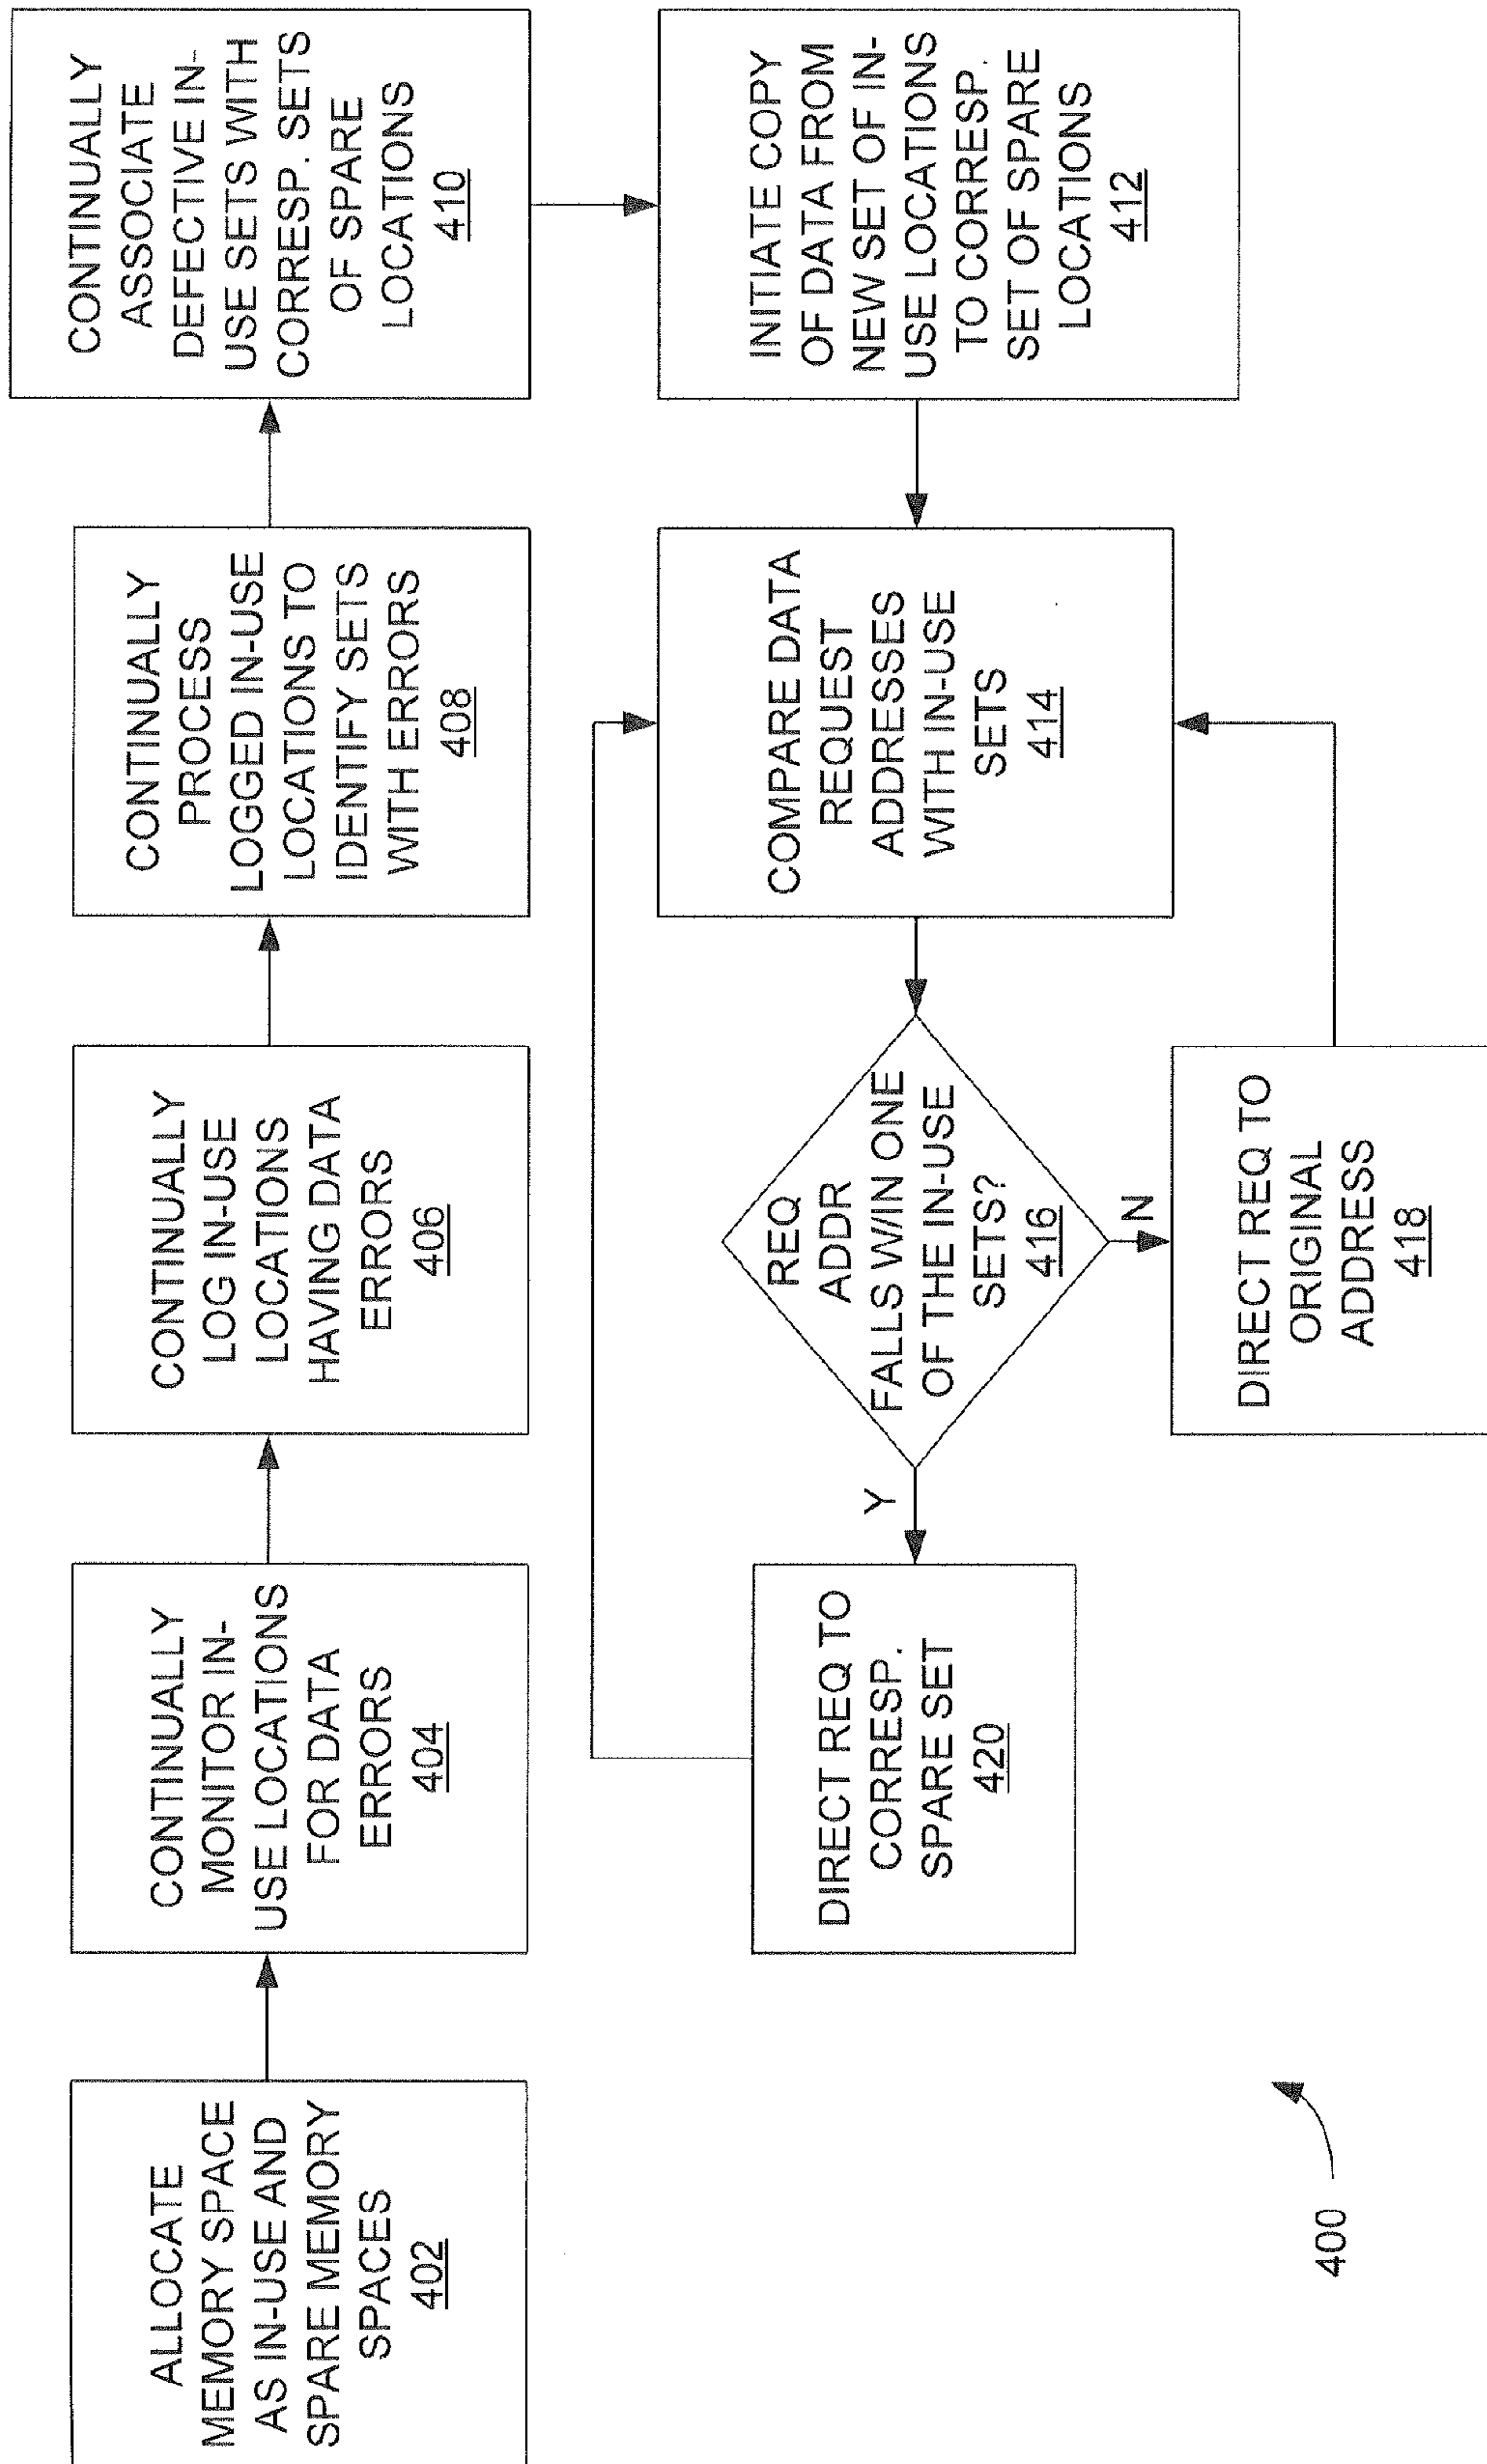 ALLOCATE
MEMORY SPACE
AS IN-USE AND
SPARE MEMORY
SPACES
402
CONTINUALLY
MONITOR IN-
USE LOCATIONS
FOR DATA
ERRORS
404
CONTINUALLY
LOG IN-USE
LOCATIONS
HAVING DATA
ERRORS
406
CONTINUALLY
PROCESS
LOGGED IN-USE
LOCATIONS TO
IDENTIFY SETS
WITH ERRORS
408
CONTINUALLY
ASSOCIATE
DEFECTIVE IN-
USE SETS WITH
CORRESP. SETS
OF SPARE
LOCATIONS
410
INITIATE COPY
OF DATA FROM
NEW SET OF IN-
USE LOCATIONS
TO CORRESP.
SET OF SPARE
LOCATIONS
412
COMPARE DATA
REQUEST
ADDRESSES
WITH IN-USE
SETS
414
REQ
ADDR
FALLS W/IN ONE
OF THE IN-USE
SETS?
416
Y
N
DIRECT REQ TO
ORIGINAL
ADDRESS
418
DIRECT REQ TO
CORRESP.
SPARE SET
420
400